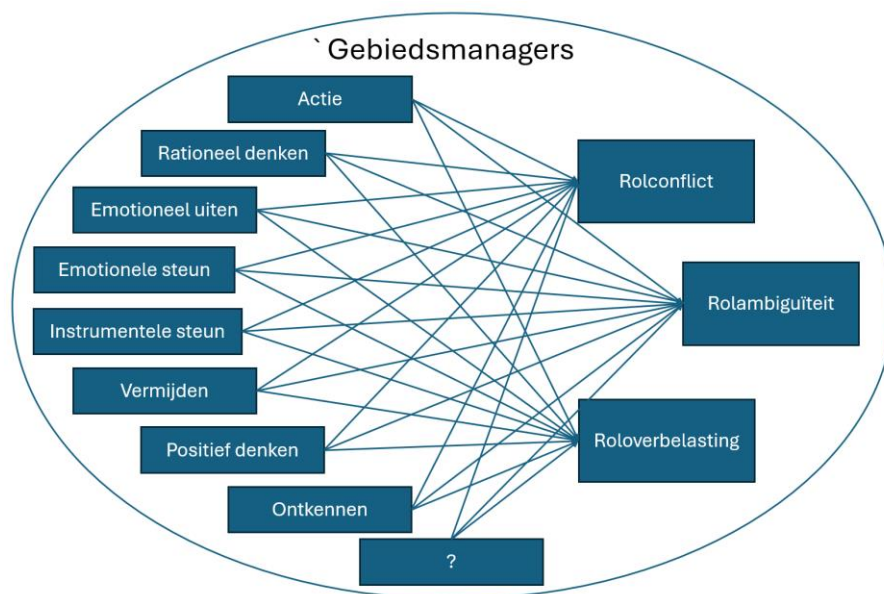 ` Gebiedsmanagers
Actie
Rationeel denken
Emotioneel uiten
Emotionele steun
Instrumentele steun
Vermijden
Positief denken
Ontkennen
?
Rolconflict
Rolambiguïteit
Roloverbelasting